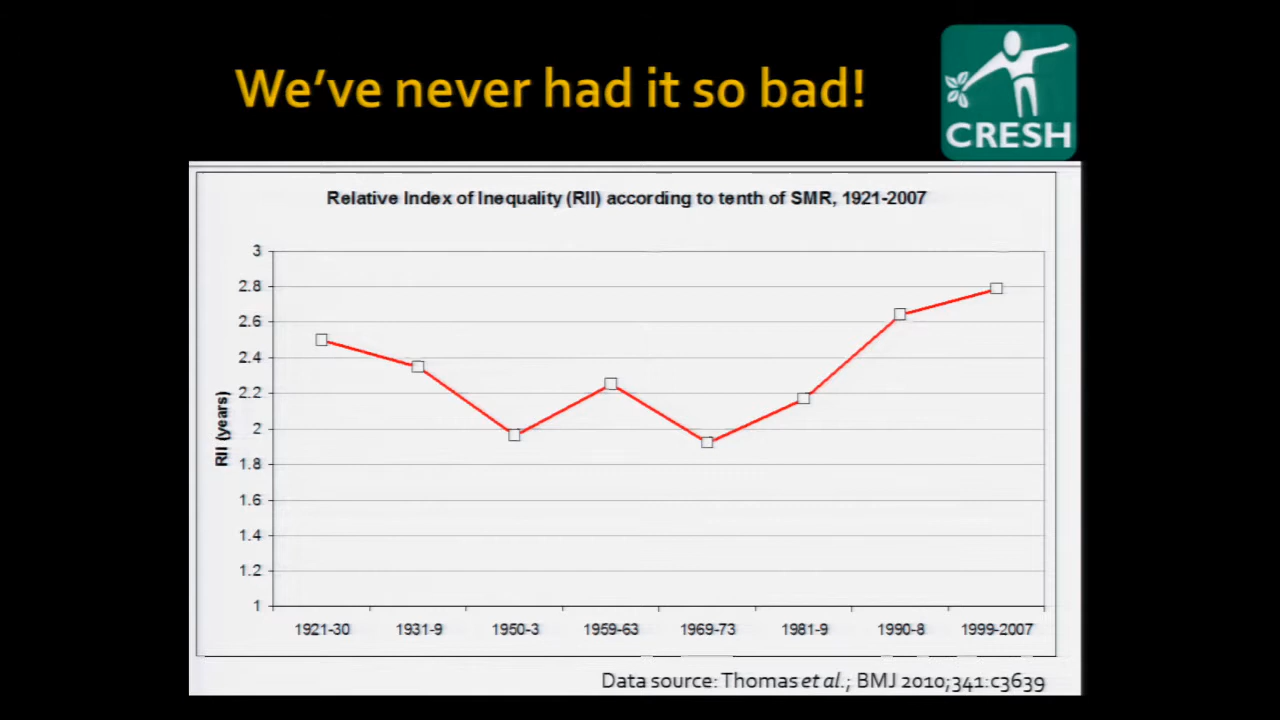 We've never had it so bad!
CRESH
Relative Index of Inequality (RII) according to tenth of SMR, 1921-2007
RII (years)
3
2.8
2.6
2.4
2.2
2
1.8
1.6
1.4
1.2
1
1921-30 1931-9 1950-3 1959-63 1969-73 1981-9 1990-8 1999-2007
Data source: Thomas et al.; BMJ 2010;341:c3639